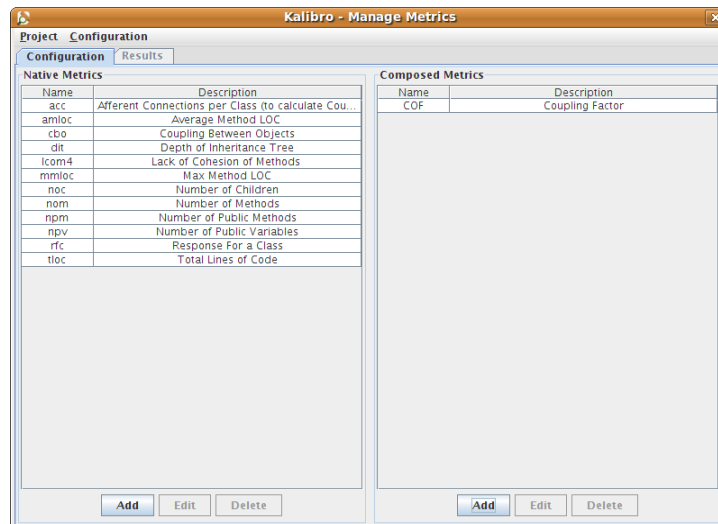 Kalibro - Manage Metrics
Project Configuration
Configuration Results
Native Metrics
Name Description
acc Afferent Connections per Class (to calculate Cou...
amloc Average Method LOC
cbo Coupling Between Objects
dit Depth of Inheritance Tree
lcom4 Lack of Cohesion of Methods
mmloc Max Method LOC
noc Number of Children
nom Number of Methods
npm Number of Public Methods
npv Number of Public Variables
rfc Response For a Class
tloc Total Lines of Code
Add Edit Delete
Composed Metrics
Name Description
COF Coupling Factor
Add Edit Delete